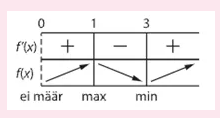 0 1 3
f'(x) + − +
f(x)
ei määr max min